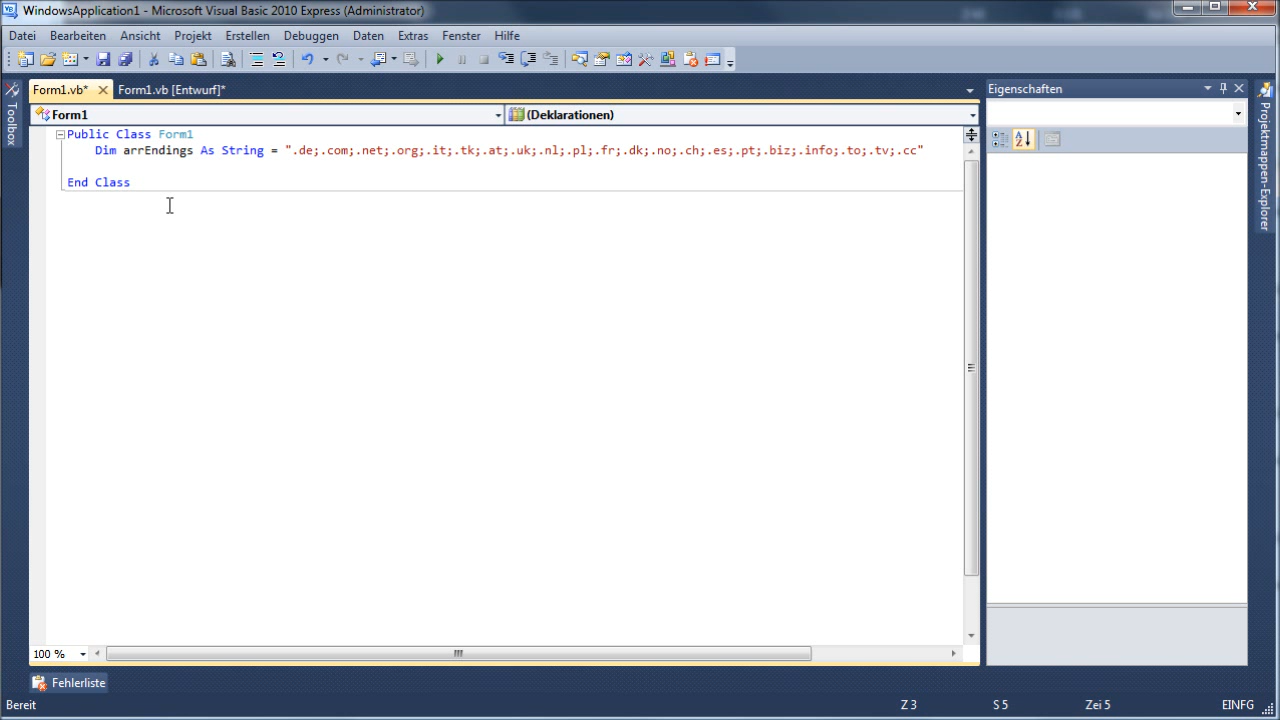 WindowsApplication1 - Microsoft Visual Basic 2010 Express (Administrator)
Datei Bearbeiten Ansicht Projekt Erstellen Debuggen Daten Extras Fenster Hilfe
Form1.vb* Form1.vb [Entwurf]*
Form1 (Deklarationen)
Public Class Form1
Dim arrEndings As String = ".de;.com;.net;.org;.it;.tk;.at;.uk;.nl;.pl;.fr;.dk;.no;.ch;.es;.pt;.biz;.info;.to;.tv;.cc"
End Class
Toolbox
Eigenschaften
Projektmappen-Explorer
100 %
Fehlerliste
Bereit Z 3 S 5 Zei 5 EINFG